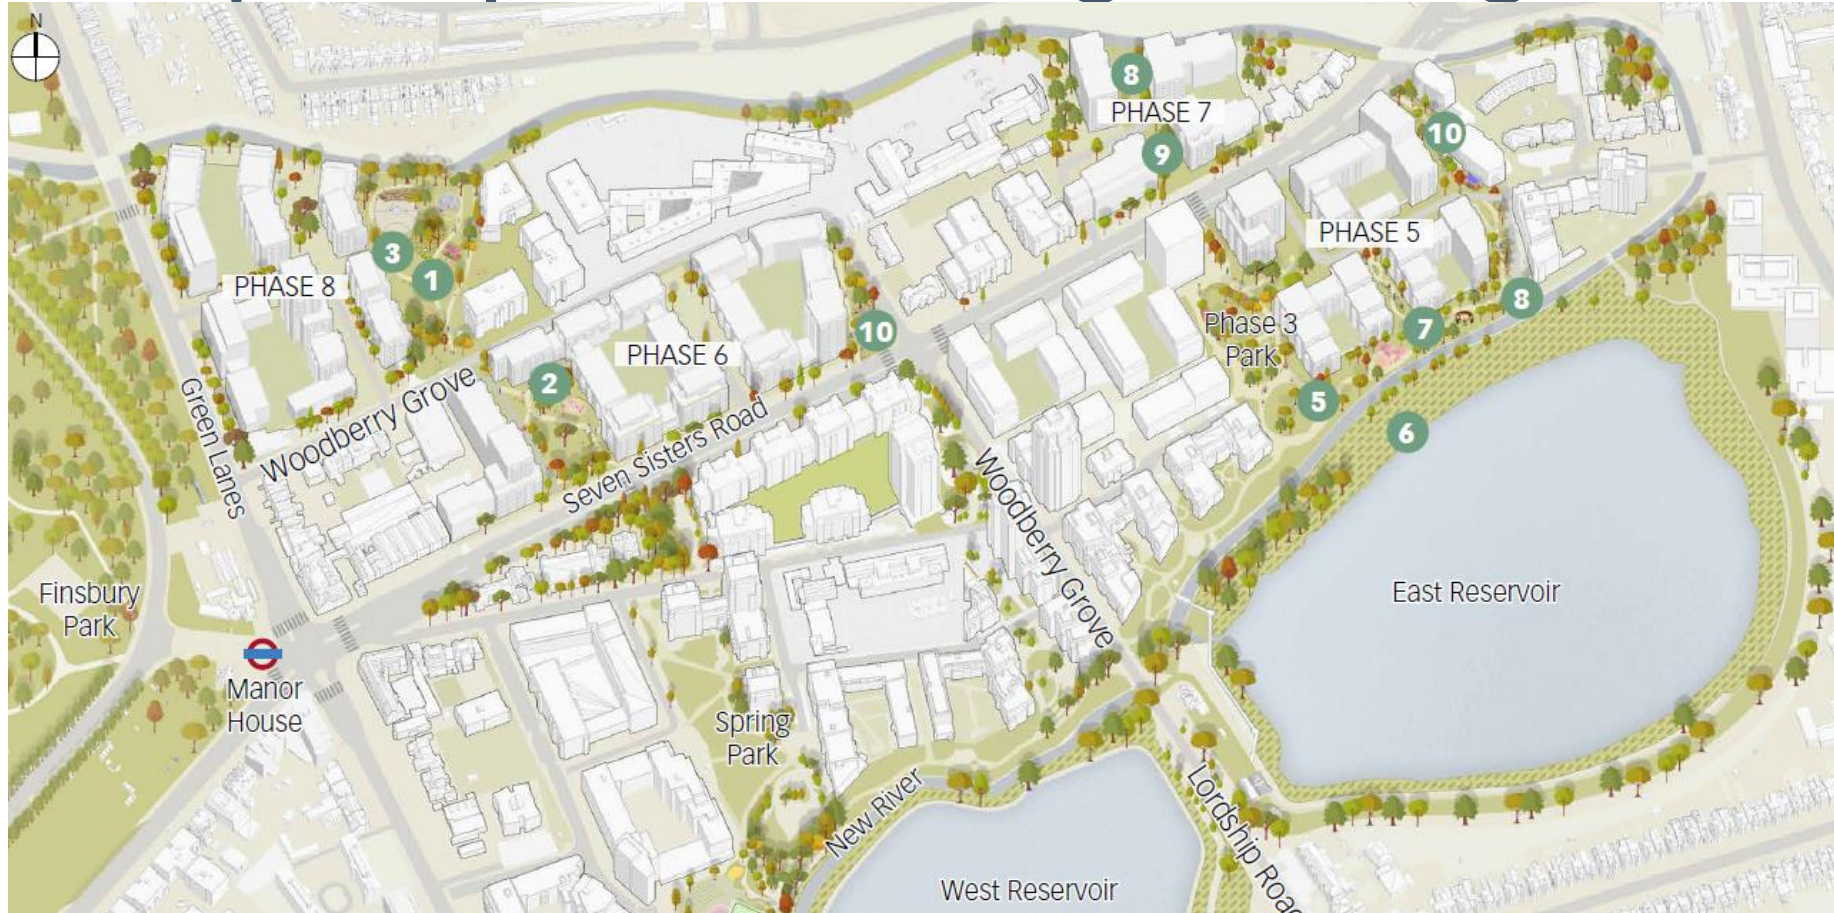 N
8
PHASE 7
10
9
3
1
PHASE 5
PHASE 8
8
10
Phase 3
Park
7
PHASE 6
2
5
6
Green Lanes
Woodberry Grove
Seven Sisters Road
Woodberry Grove
Finsbury
Park
East Reservoir
Manor
House
Spring
Park
New River
Lordship Road
West Reservoir